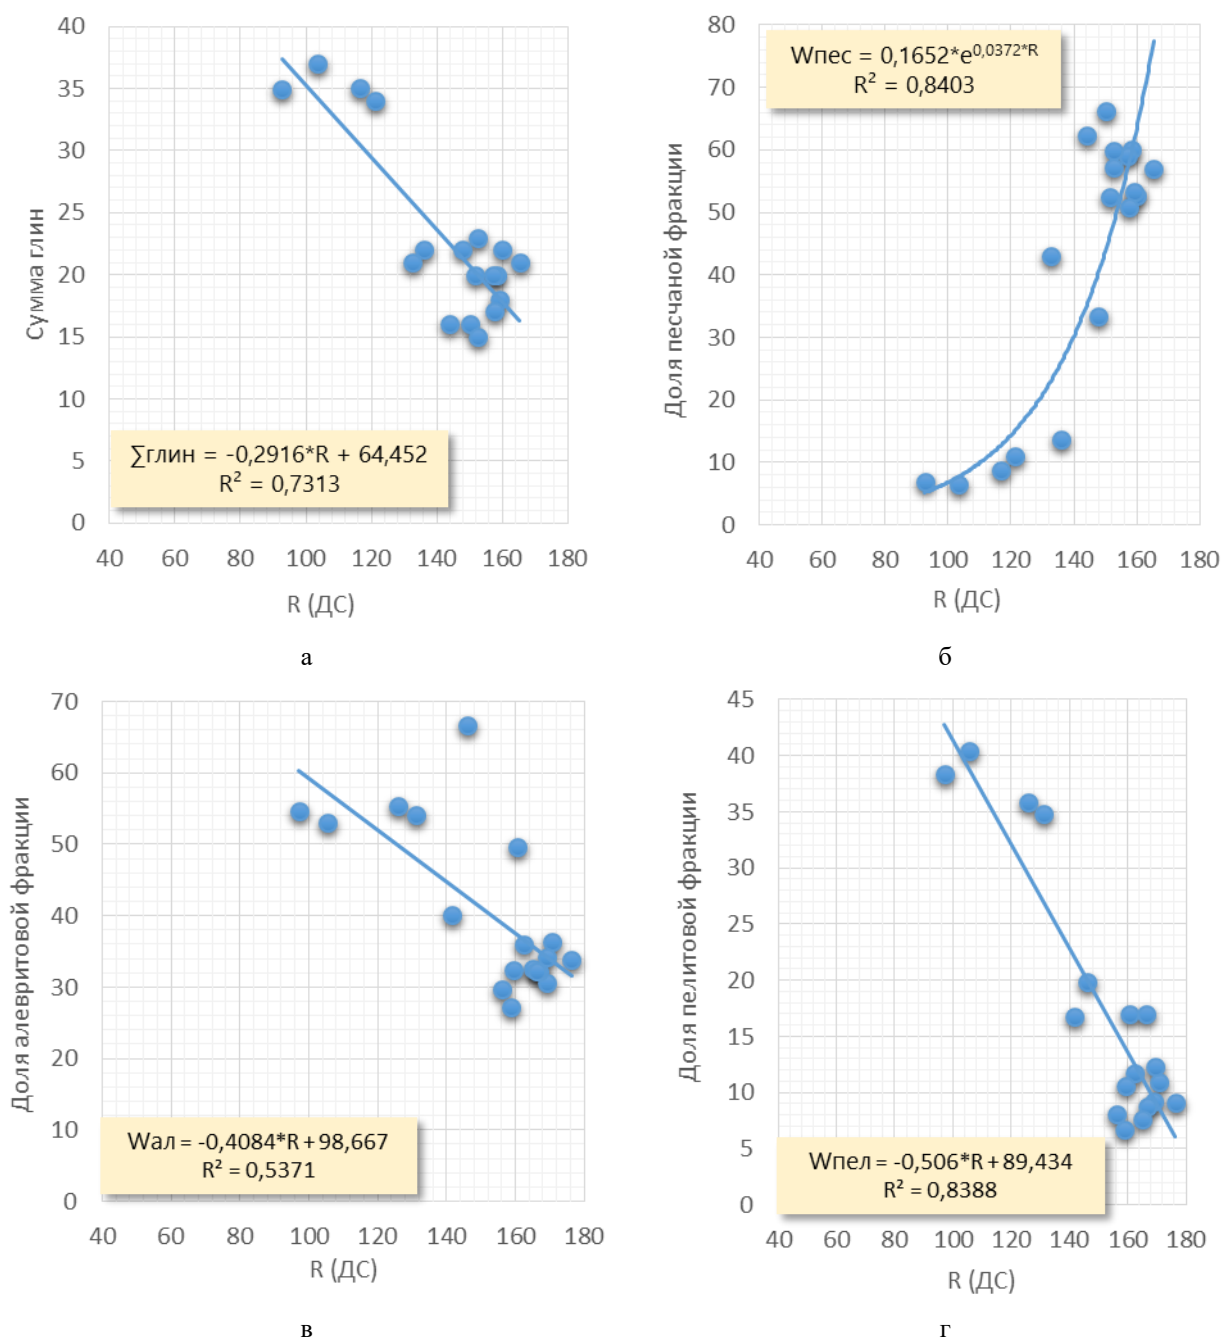 40
35
30
25
20
15
10
5
0
Сумма глин
∑глин = -0,2916*R + 64,452
R² = 0,7313
40 60 80 100 120 140 160 180
R (ДС)
а
80
70
60
50
40
30
20
10
0
Доля песчаной фракции
Wпес = 0,1652*e^0,0372*R
R² = 0,8403
40 60 80 100 120 140 160 180
R (ДС)
б
70
60
50
40
30
20
10
0
Доля алевритовой фракции
Wал = -0,4084*R+98,667
R² = 0,5371
40 60 80 100 120 140 160 180
R (ДС)
в
45
40
35
30
25
20
15
10
5
0
Доля пелитовой фракции
Wпел = -0,506*R+89,434
R² = 0,8388
40 60 80 100 120 140 160 180
R (ДС)
г